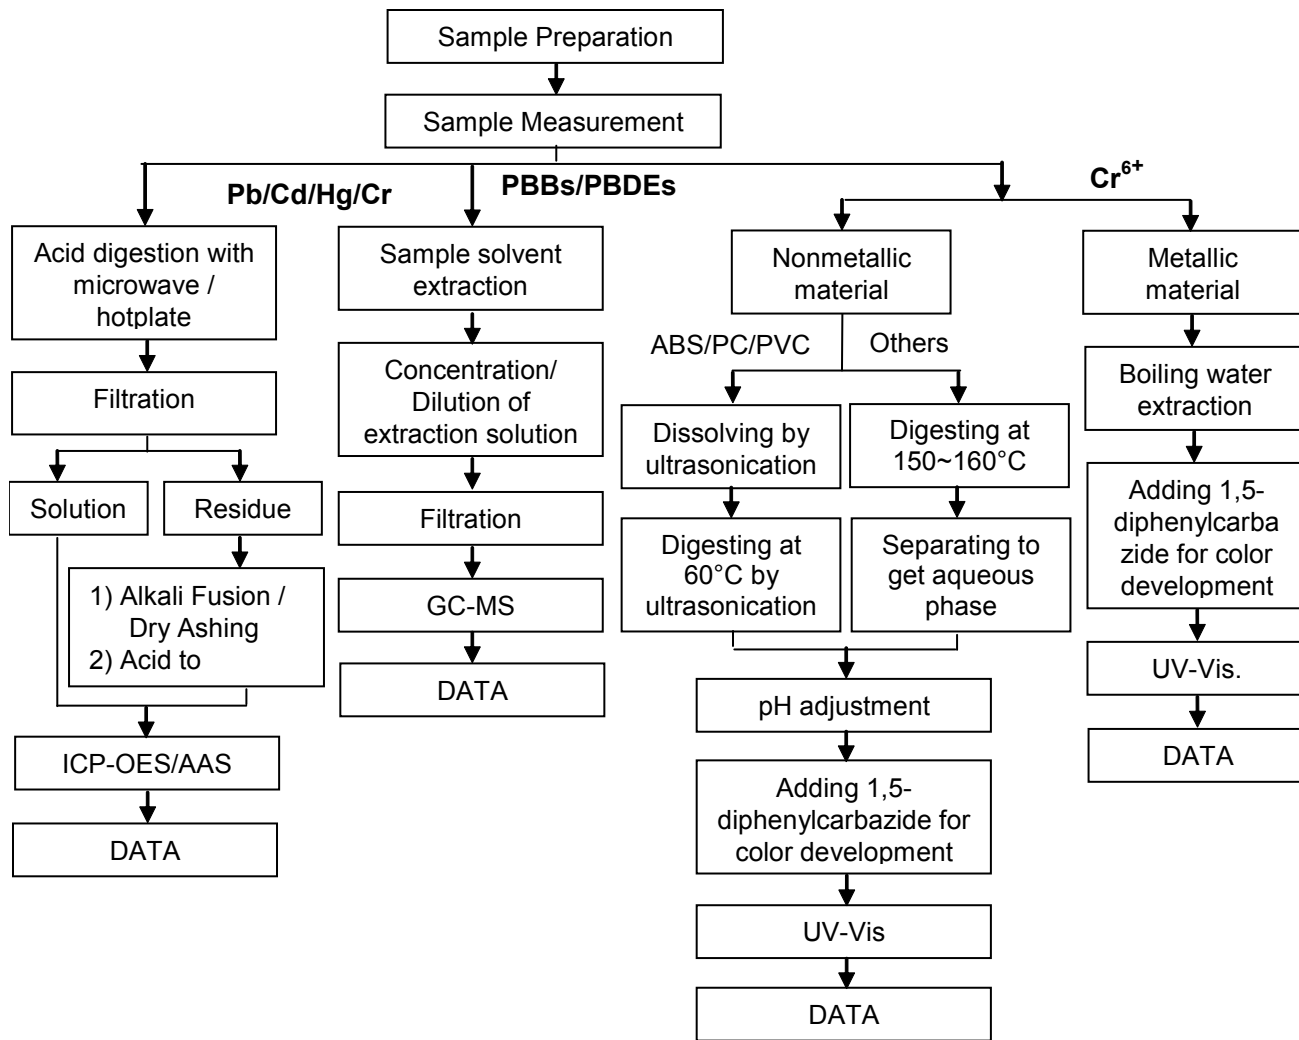 Sample Preparation
Sample Measurement
Pb/Cd/Hg/Cr
PBBs/PBDEs
Cr⁶⁺
Acid digestion with
microwave /
hotplate
Filtration
Solution
Residue
1) Alkali Fusion /
Dry Ashing
2) Acid to
ICP-OES/AAS
DATA
Sample solvent
extraction
Concentration/
Dilution of
extraction solution
Filtration
GC-MS
DATA
Nonmetallic
material
ABS/PC/PVC
Others
Dissolving by
ultrasonication
Digesting at
60°C by
ultrasonication
Digesting at
150~160°C
Separating to
get aqueous
phase
pH adjustment
Adding 1,5-
diphenylcarbazide for
color development
UV-Vis
DATA
Metallic
material
Boiling water
extraction
Adding 1,5-
diphenylcarba
zide for color
development
UV-Vis.
DATA